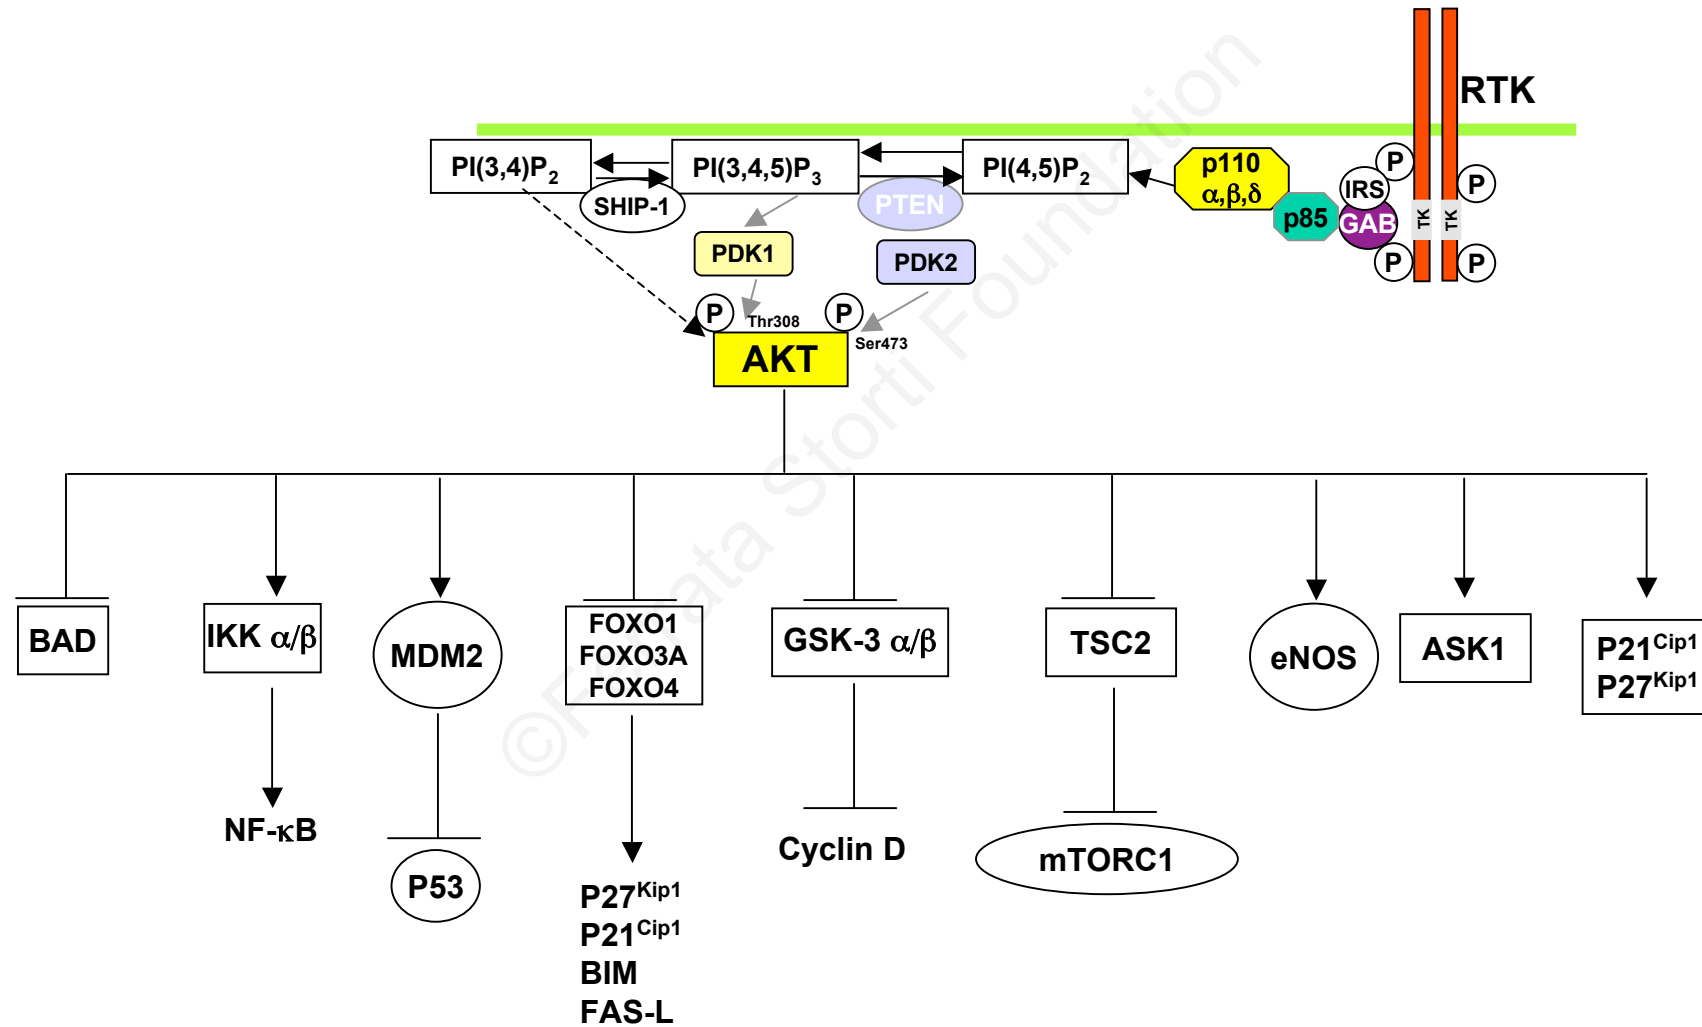 RTK
PI(3,4)P2
PI(3,4,5)P3
PI(4,5)P2
p110
α,β,δ
P
IRS
P
SHIP-1
PTEN
p85
GAB
TK
TK
PDK1
PDK2
P
P
P
P
Thr308
Ser473
AKT
BAD
IKK α/β
MDM2
FOXO1
FOXO3A
FOXO4
GSK-3 α/β
TSC2
eNOS
ASK1
P21Cip1
P27Kip1
NF-κB
P53
Cyclin D
mTORC1
P27Kip1
P21Cip1
BIM
FAS-L
©Ferrata Storti Foundation